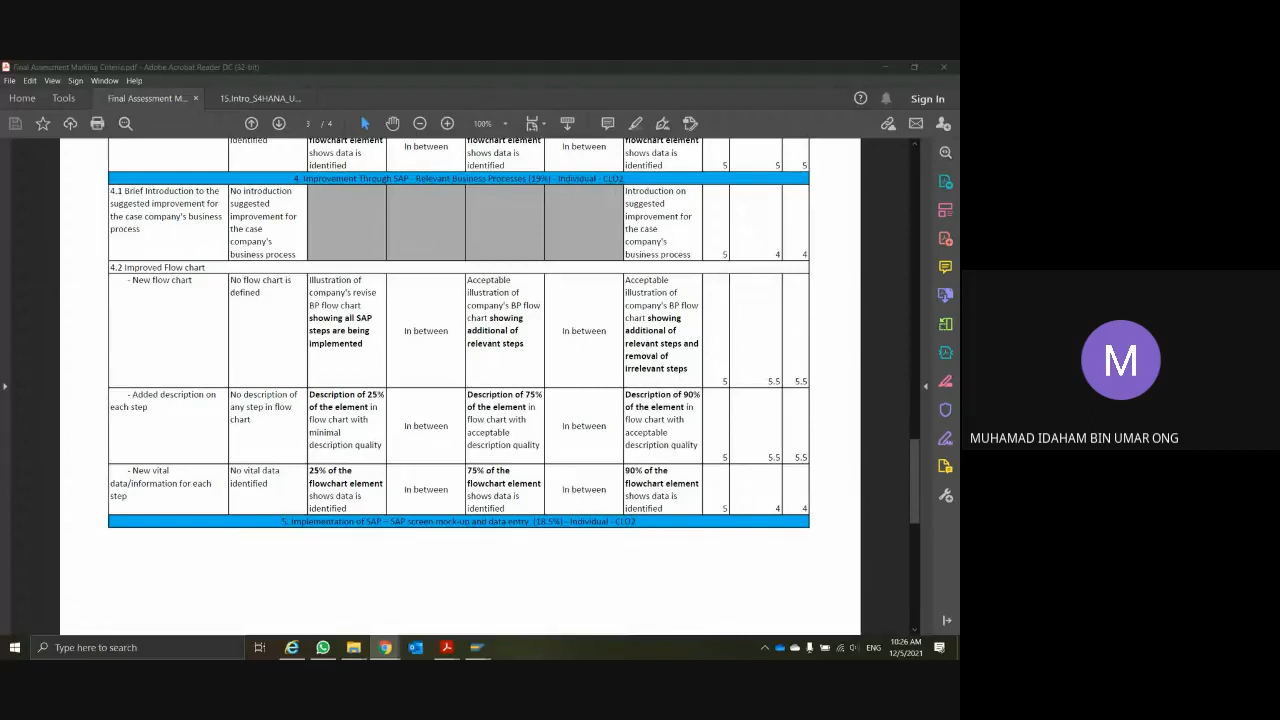 Final Assessment Marking Criteria.pdf - Adobe Acrobat Reader DC (32-bit)
File Edit View Sign Window Help
Home Tools Final Assessment M... × 15.Intro_S4HANA_U...
Sign In
3 / 4 100%
identified
flowchart element
shows data is
identified
In between
flowchart element
shows data is
identified
In between
flowchart element
shows data is
identified
5 5 5
4. Improvement Through SAP - Relevant Business Processes (19%) - Individual - CLO2
4.1 Brief Introduction to the
suggested improvement for
the case company's business
process
No introduction
suggested
improvement for
the case
company's
business process
Introduction on
suggested
improvement for
the case
company's
business process
5 4 4
4.2 Improved Flow chart
- New flow chart
No flow chart is
defined
Illustration of
company's revise
BP flow chart
showing all SAP
steps are being
implemented
In between
Acceptable
illustration of
company's BP flow
chart showing
additional of
relevant steps
In between
Acceptable
illustration of
company's BP flow
chart showing
additional of
relevant steps and
removal of
irrelevant steps
5 5.5 5.5
- Added description on
each step
No description of
any step in flow
chart
Description of 25%
of the element in
flow chart with
minimal
description quality
In between
Description of 75%
of the element in
flow chart with
acceptable
description quality
In between
Description of 90%
of the element in
flow chart with
acceptable
description quality
5 5.5 5.5
- New vital
data/information for each
step
No vital data
identified
25% of the
flowchart element
shows data is
identified
In between
75% of the
flowchart element
shows data is
identified
In between
90% of the
flowchart element
shows data is
identified
5 4 4
5. Implementation of SAP – SAP screen mock-up and data entry (18.5%) - Individual - CLO2
M
MUHAMAD IDAHAM BIN UMAR ONG
Type here to search
ENG
10:26 AM
12/5/2021